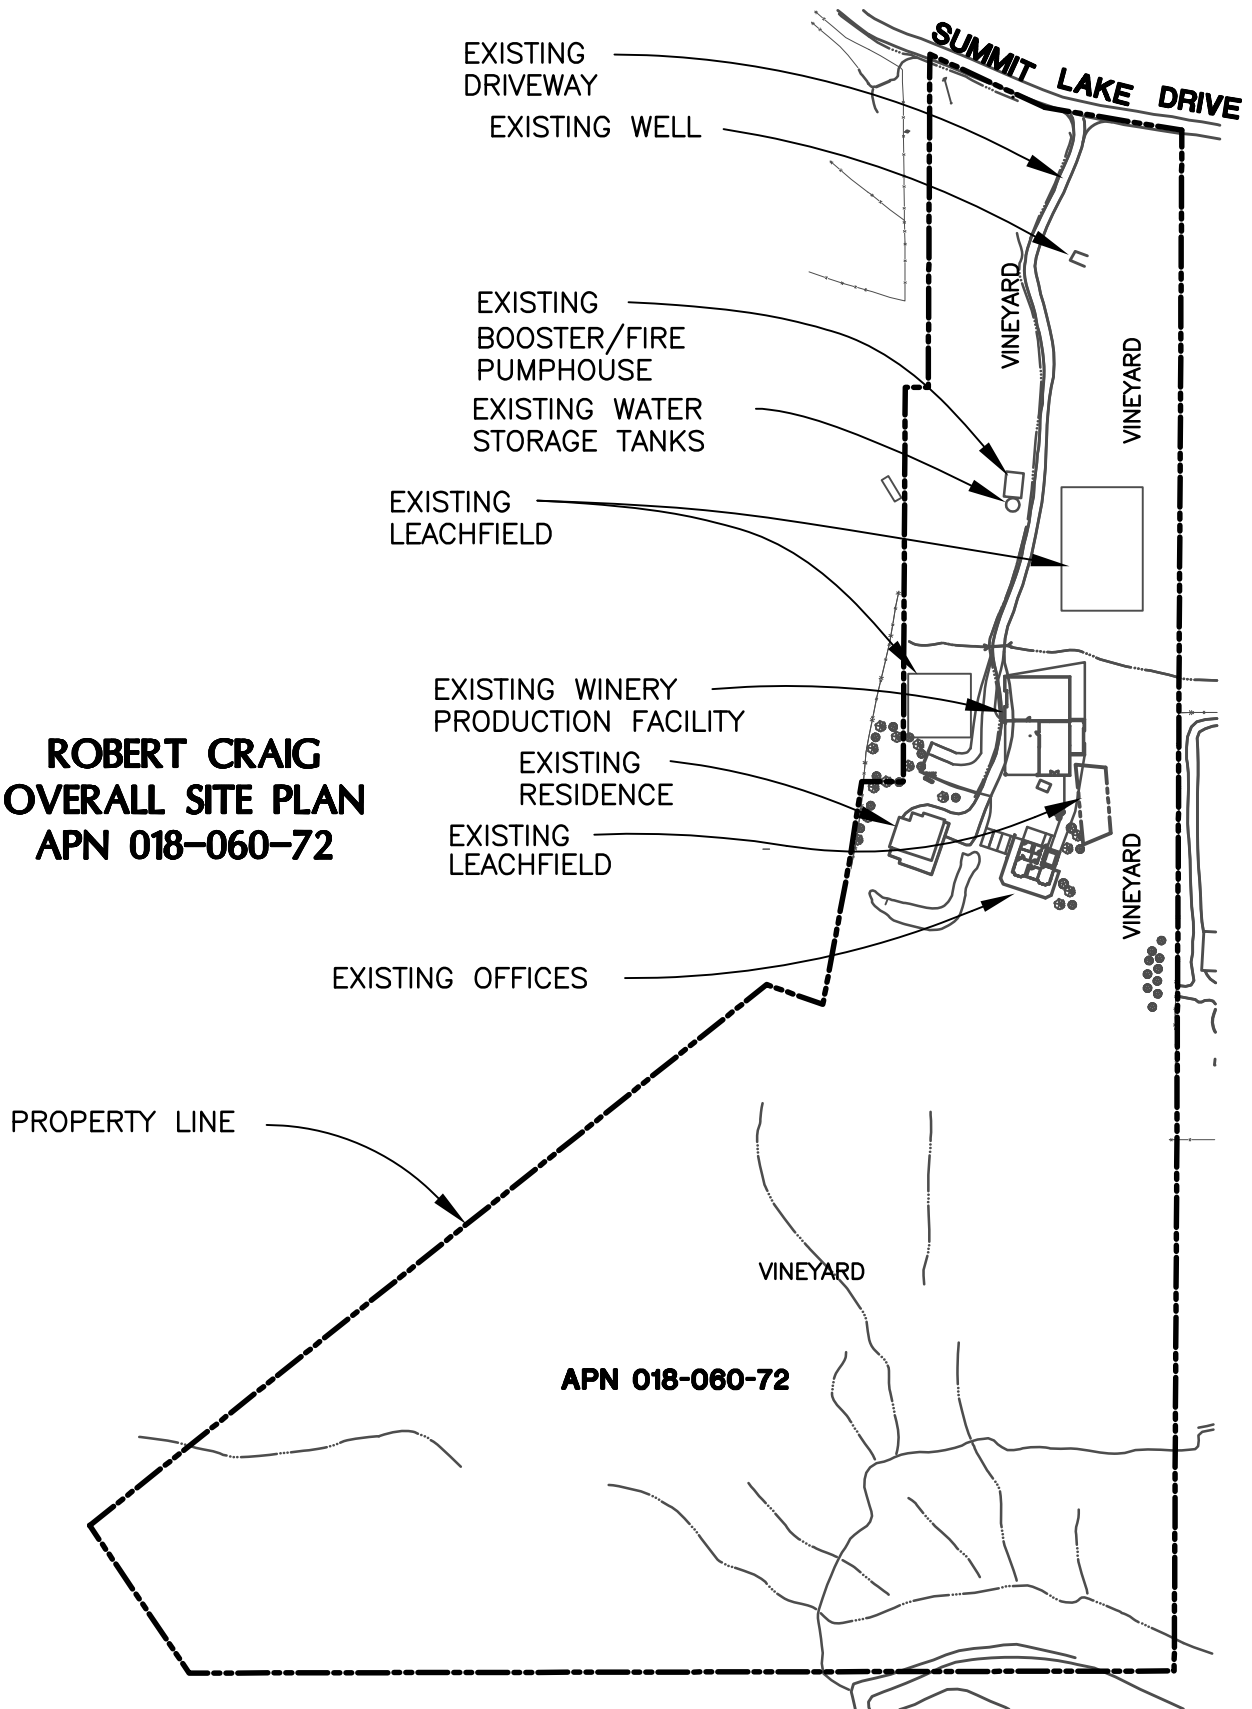 SUMMIT LAKE DRIVE
EXISTING
DRIVEWAY
EXISTING WELL
VINEYARD
EXISTING
BOOSTER/FIRE
PUMPHOUSE
VINEYARD
EXISTING WATER
STORAGE TANKS
EXISTING
LEACHFIELD
EXISTING WINERY
PRODUCTION FACILITY
ROBERT CRAIG
OVERALL SITE PLAN
APN 018-060-72
EXISTING
RESIDENCE
EXISTING
LEACHFIELD
VINEYARD
EXISTING OFFICES
PROPERTY LINE
VINEYARD
APN 018-060-72